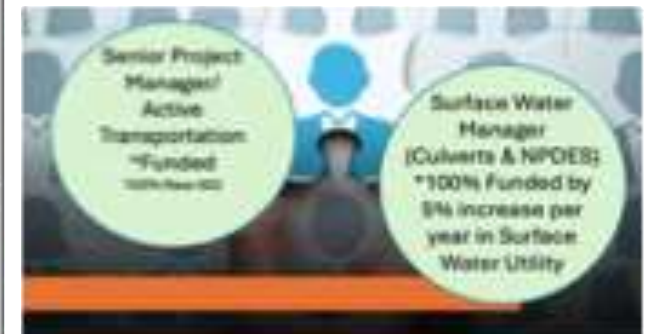 Senior Project
Manager/
Active
Transportation
*Funded
100%
Surface Water
Manager
(Culverts & NPDES)
*100% Funded by
5% increase per
year in Surface
Water Utility